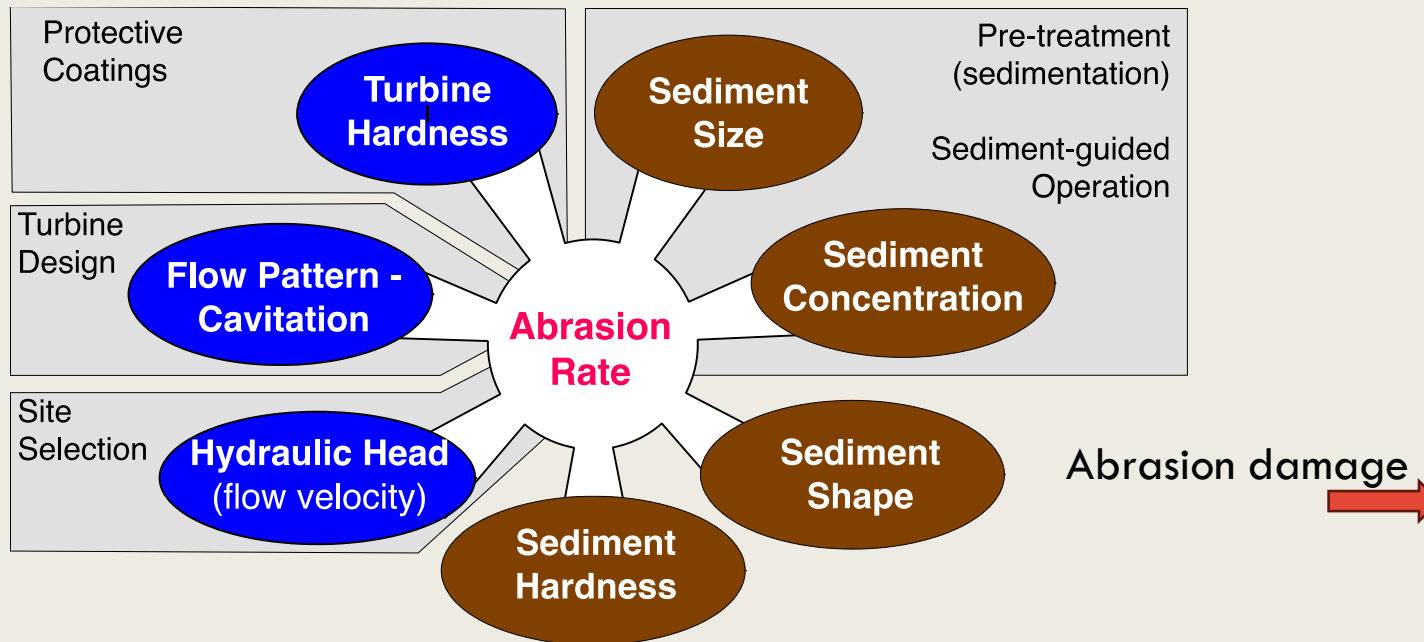 Protective
Coatings
Turbine
Hardness
Sediment
Size
Pre-treatment
(sedimentation)
Sediment-guided
Operation
Turbine
Design
Flow Pattern -
Cavitation
Sediment
Concentration
Abrasion
Rate
Site
Selection
Hydraulic Head
(flow velocity)
Sediment
Shape
Abrasion damage
Sediment
Hardness